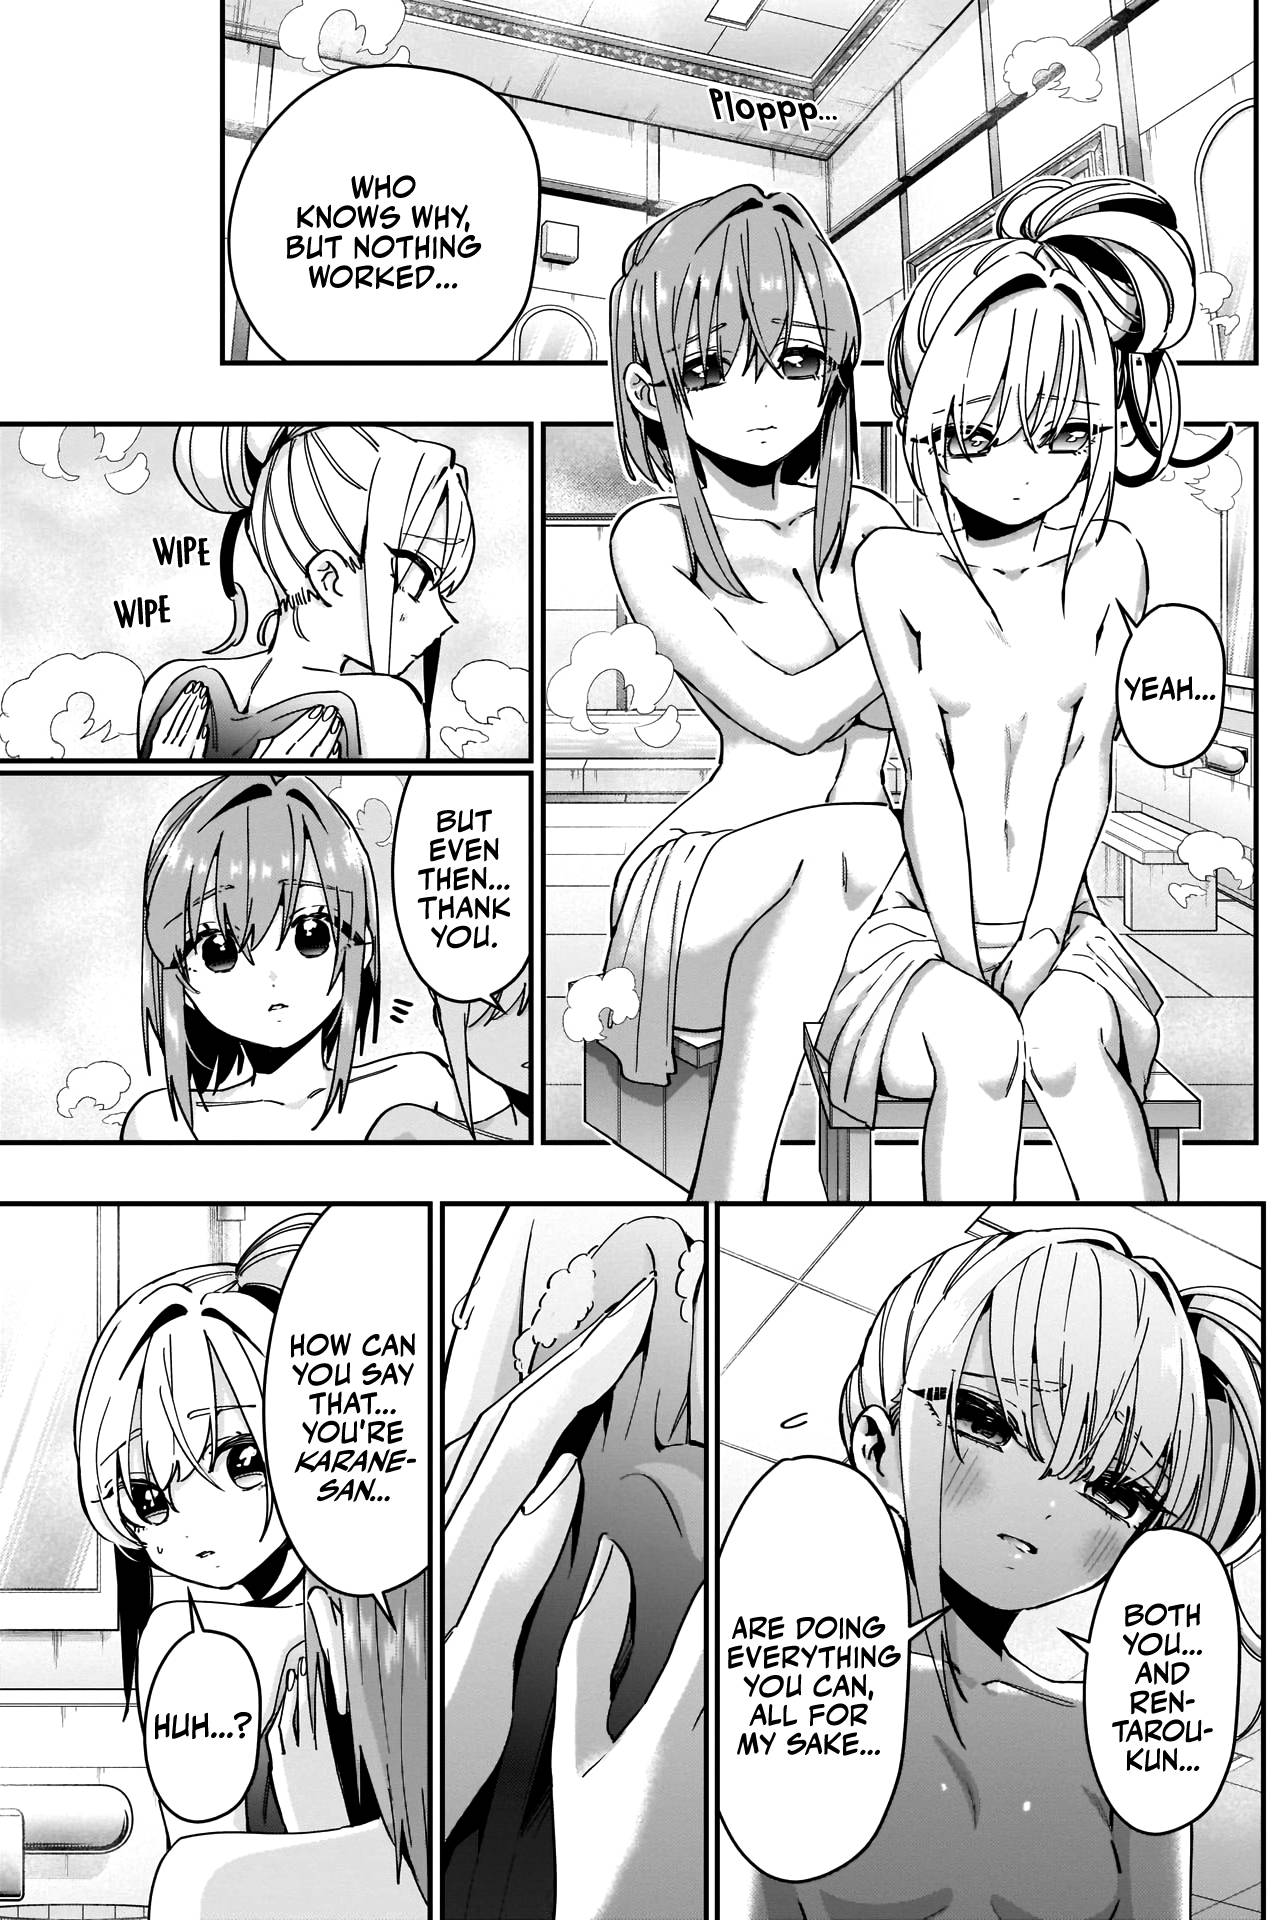 Ploppp...
WHO
KNOWS WHY,
BUT NOTHING
WORKED...
YEAH...
WIPE
WIPE
BUT
EVEN
THEN...
THANK
YOU.
BOTH
YOU...
AND
REN-
TAROU-
KUN...
ARE DOING
EVERYTHING
YOU CAN,
ALL FOR
MY SAKE...
HOW CAN
YOU SAY
THAT...
YOU'RE
KARANE-
SAN...
HUH...?